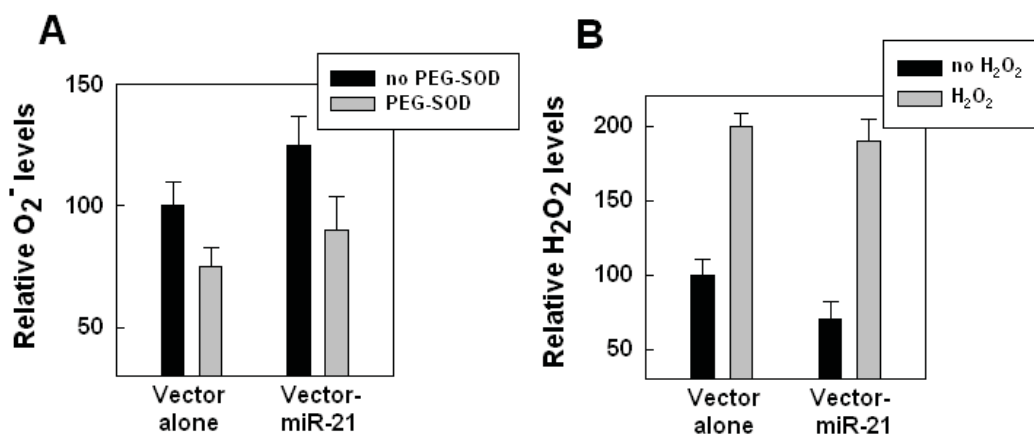 A
no PEG-SOD
PEG-SOD
Relative O₂⁻ levels
150
100
50
Vector alone
Vector-miR-21
B
no H₂O₂
H₂O₂
Relative H₂O₂ levels
200
150
100
50
Vector
alone
Vector-
miR-21